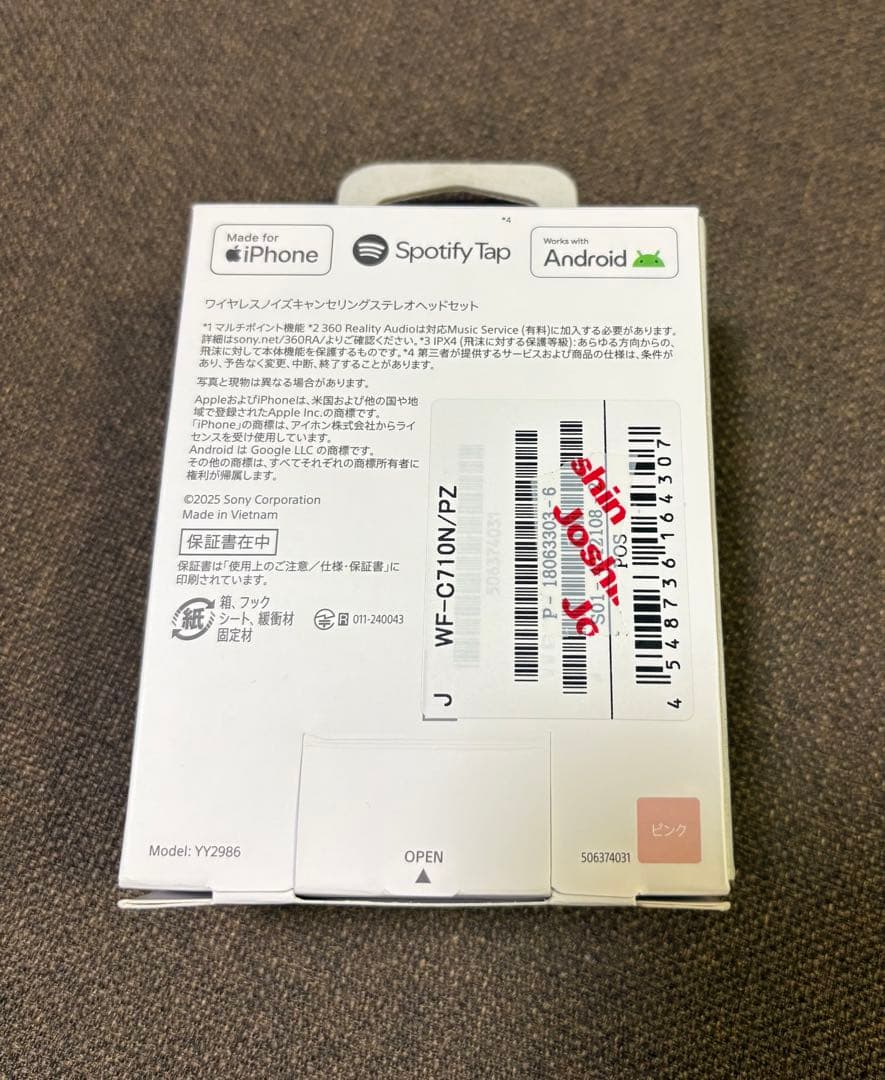 *4
Made for
iPhone
Spotify Tap
Works with
Android
ワイヤレスノイズキャンセリングステレオヘッドセット
*1 マルチポイント機能 *2 360 Reality Audioは対応Music Service (有料)に加入する必要があります。
詳細はsony.net/360RA/よりご確認ください。*3 IPX4 (飛沫に対する保護等級):あらゆる方向からの、
飛沫に対して本体機能を保護するものです。*4 第三者が提供するサービスおよび商品の仕様は、条件が
あり、予告なく変更、中断、終了することがあります。
写真と現物は異なる場合があります。
AppleおよびiPhoneは、米国および他の国や地
域で登録されたApple Inc.の商標です。
「iPhone」の商標は、アイホン株式会社からライ
センスを受け使用しています。
Android は Google LLC の商標です。
その他の商標は、すべてそれぞれの商標所有者に
権利が帰属します。
©2025 Sony Corporation
Made in Vietnam
保証書在中
保証書は「使用上のご注意/仕様・保証書」に
印刷されています。
紙
箱、フック
シート、緩衝材
固定材
R 011-240043
J WF-C710N/PZ
506374031
P- 18063303-6
S01-
2108
shin
Joshin
Jo
POS
4 548736 164307
Model: YY2986
OPEN
506374031
ピンク